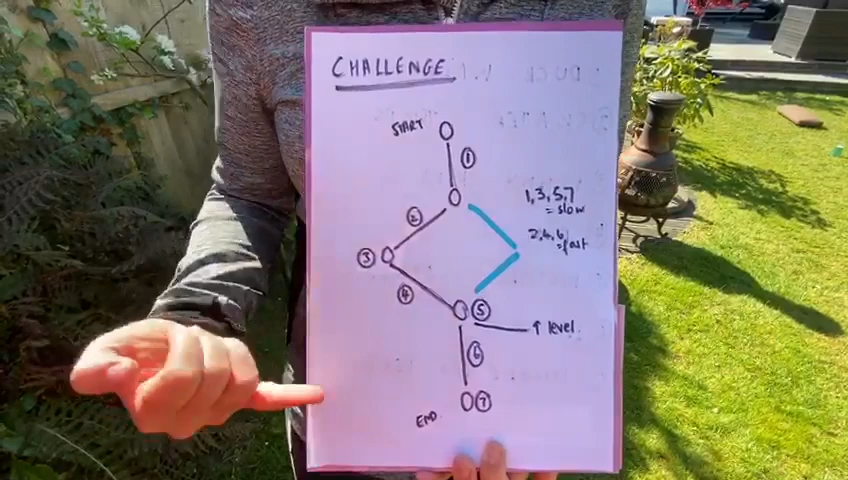 CHALLENGE
START
①
1,3,5,7
= slow
②
2,4,6
= fast
③
④
⑤
↑ level
⑥
⑦
END